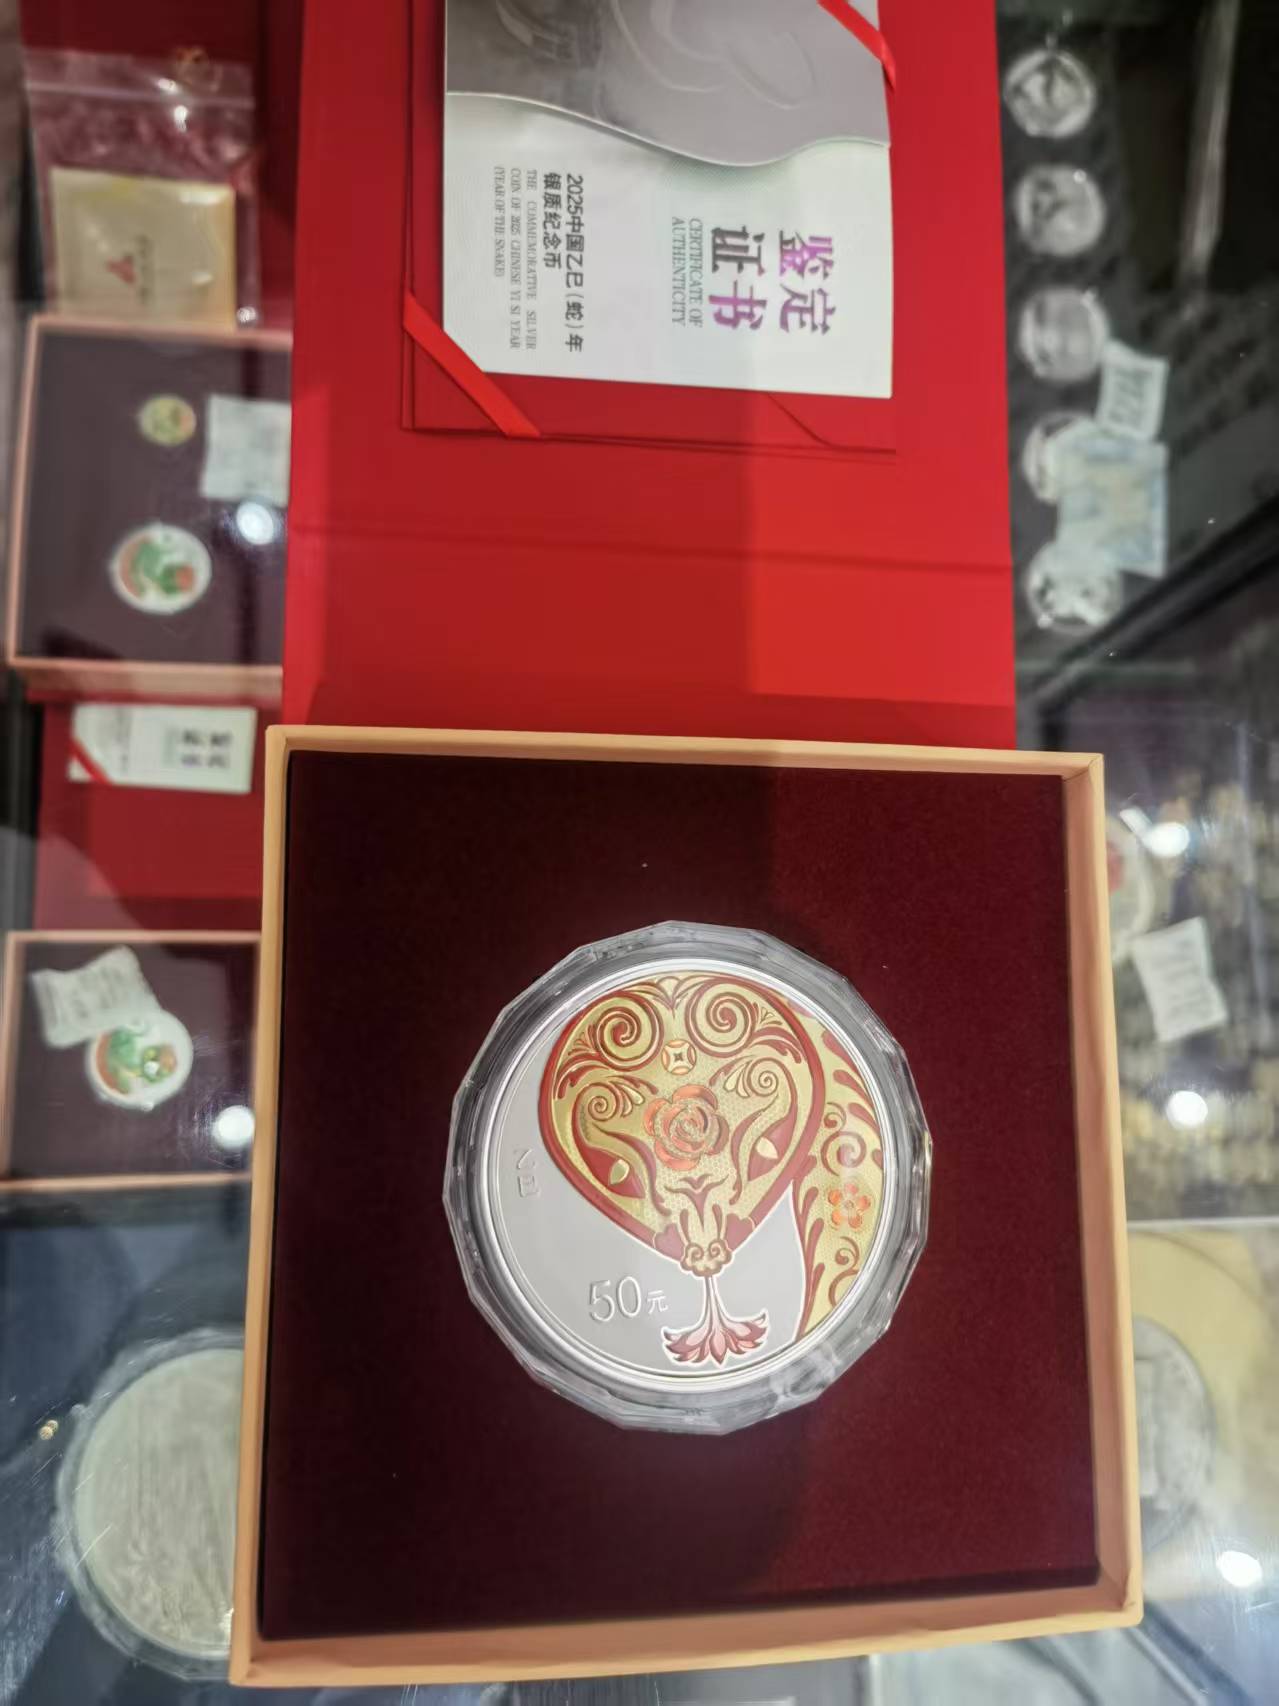 鉴定
证书
CERTIFICATE OF
AUTHENTICITY
2025中国乙巳(蛇)年
银质纪念币
THE COMMEMORATIVE SILVER
COIN OF 2025 CHINESE YI SI YEAR
(YEAR OF THE SNAKE)
乙巳
50元